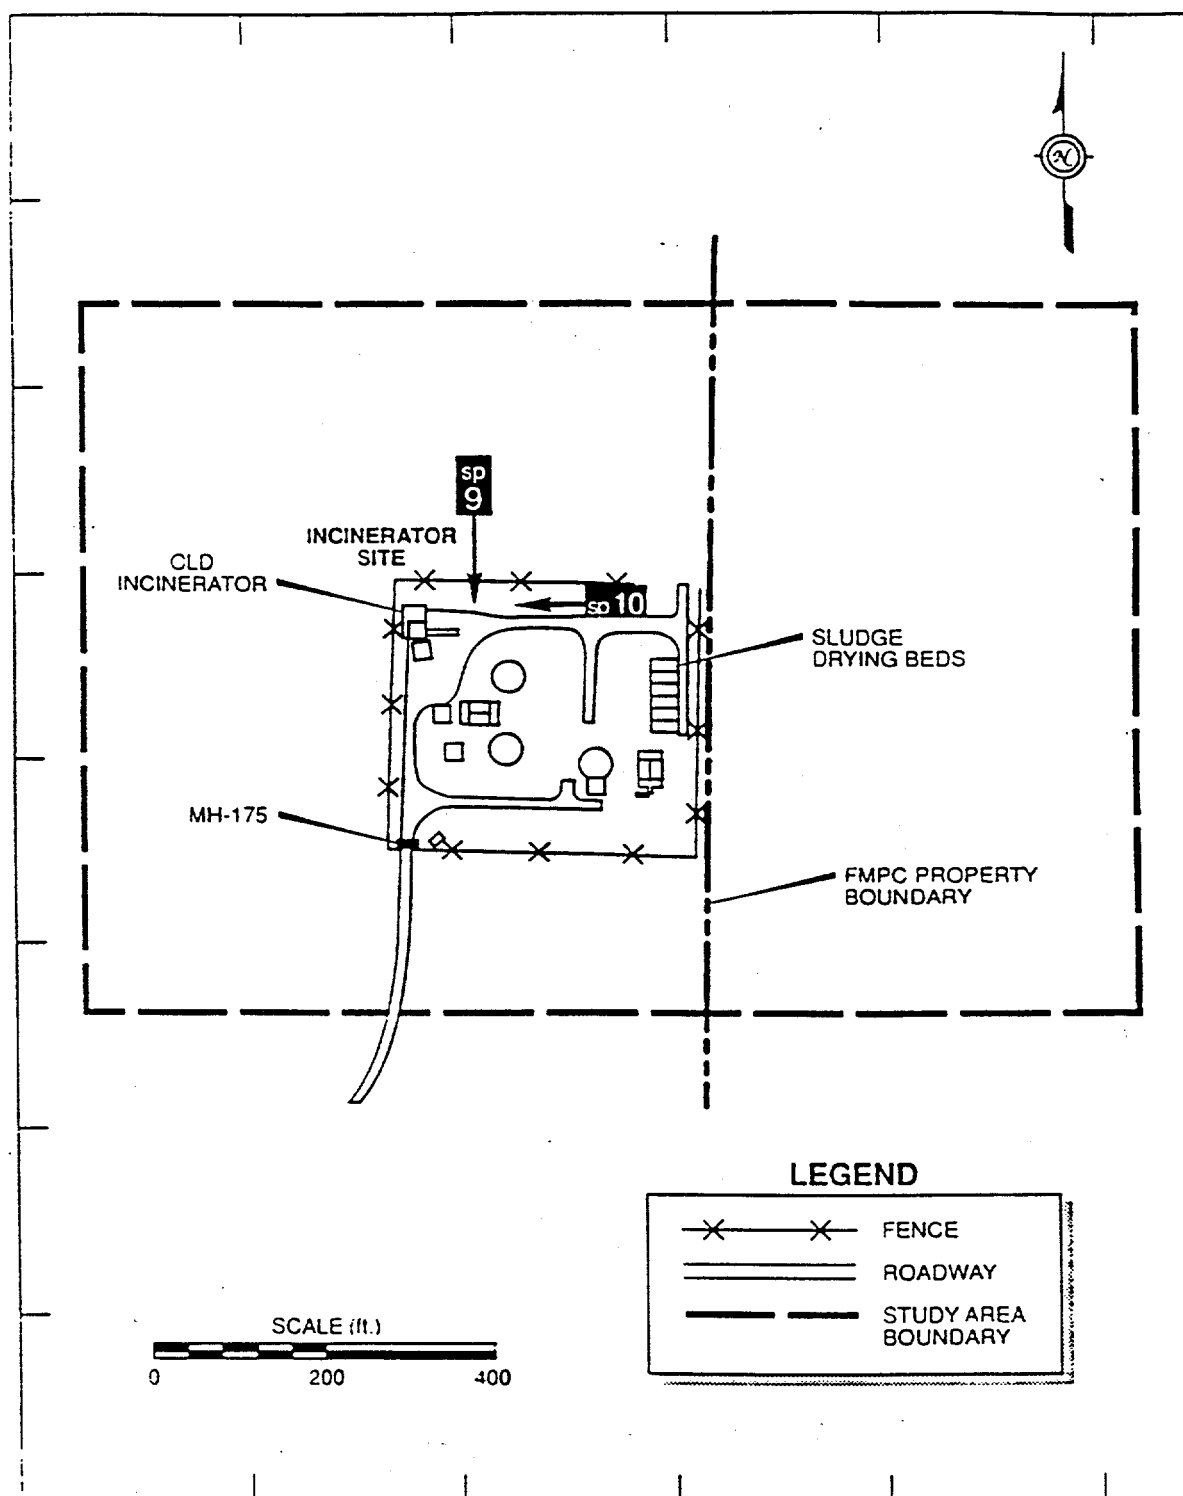 N
sp
9
INCINERATOR
SITE
CLD
INCINERATOR
sp 10
SLUDGE
DRYING BEDS
MH-175
FMPC PROPERTY
BOUNDARY
LEGEND
FENCE
ROADWAY
STUDY AREA
BOUNDARY
SCALE (ft.)
0 200 400